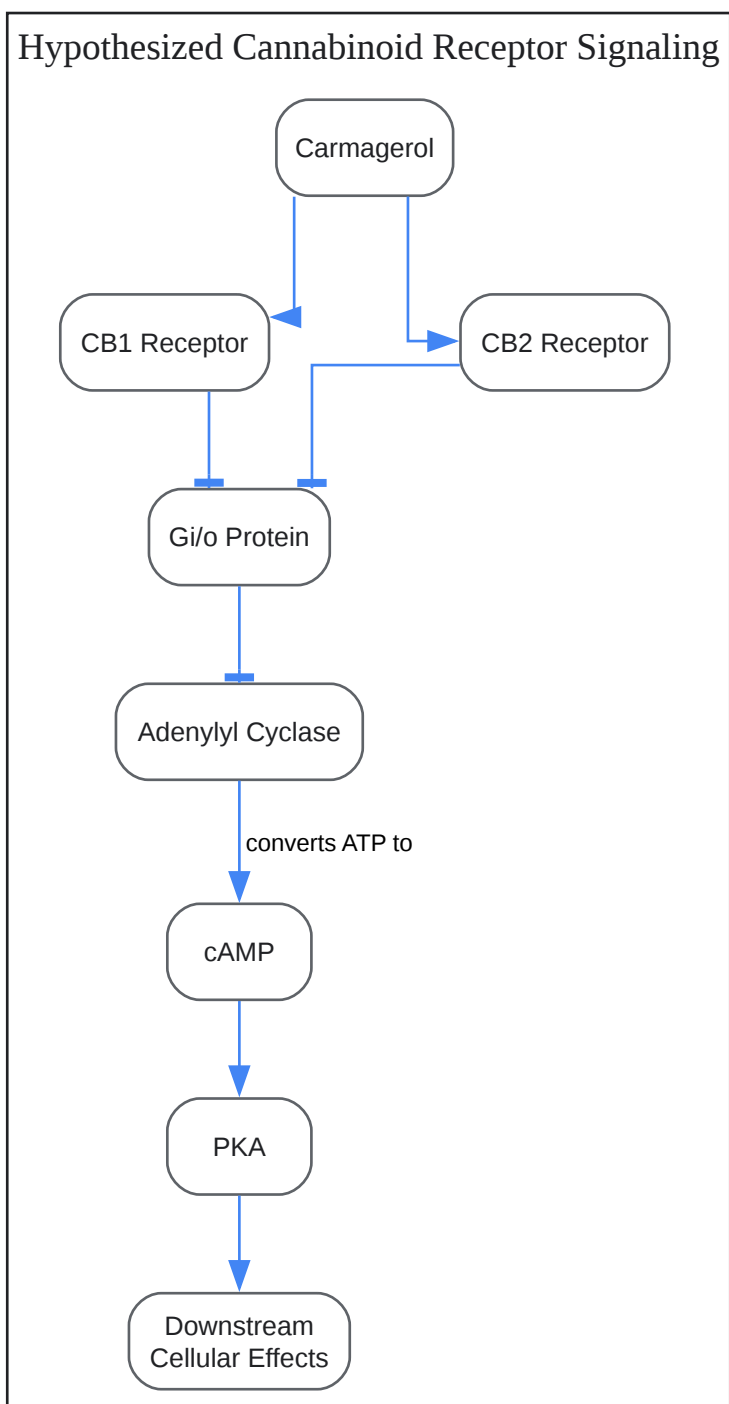 Hypothesized Cannabinoid Receptor Signaling
Carmagerol
CB1 Receptor
CB2 Receptor
Gi/o Protein
Adenylyl Cyclase
converts ATP to
cAMP
PKA
Downstream
Cellular Effects